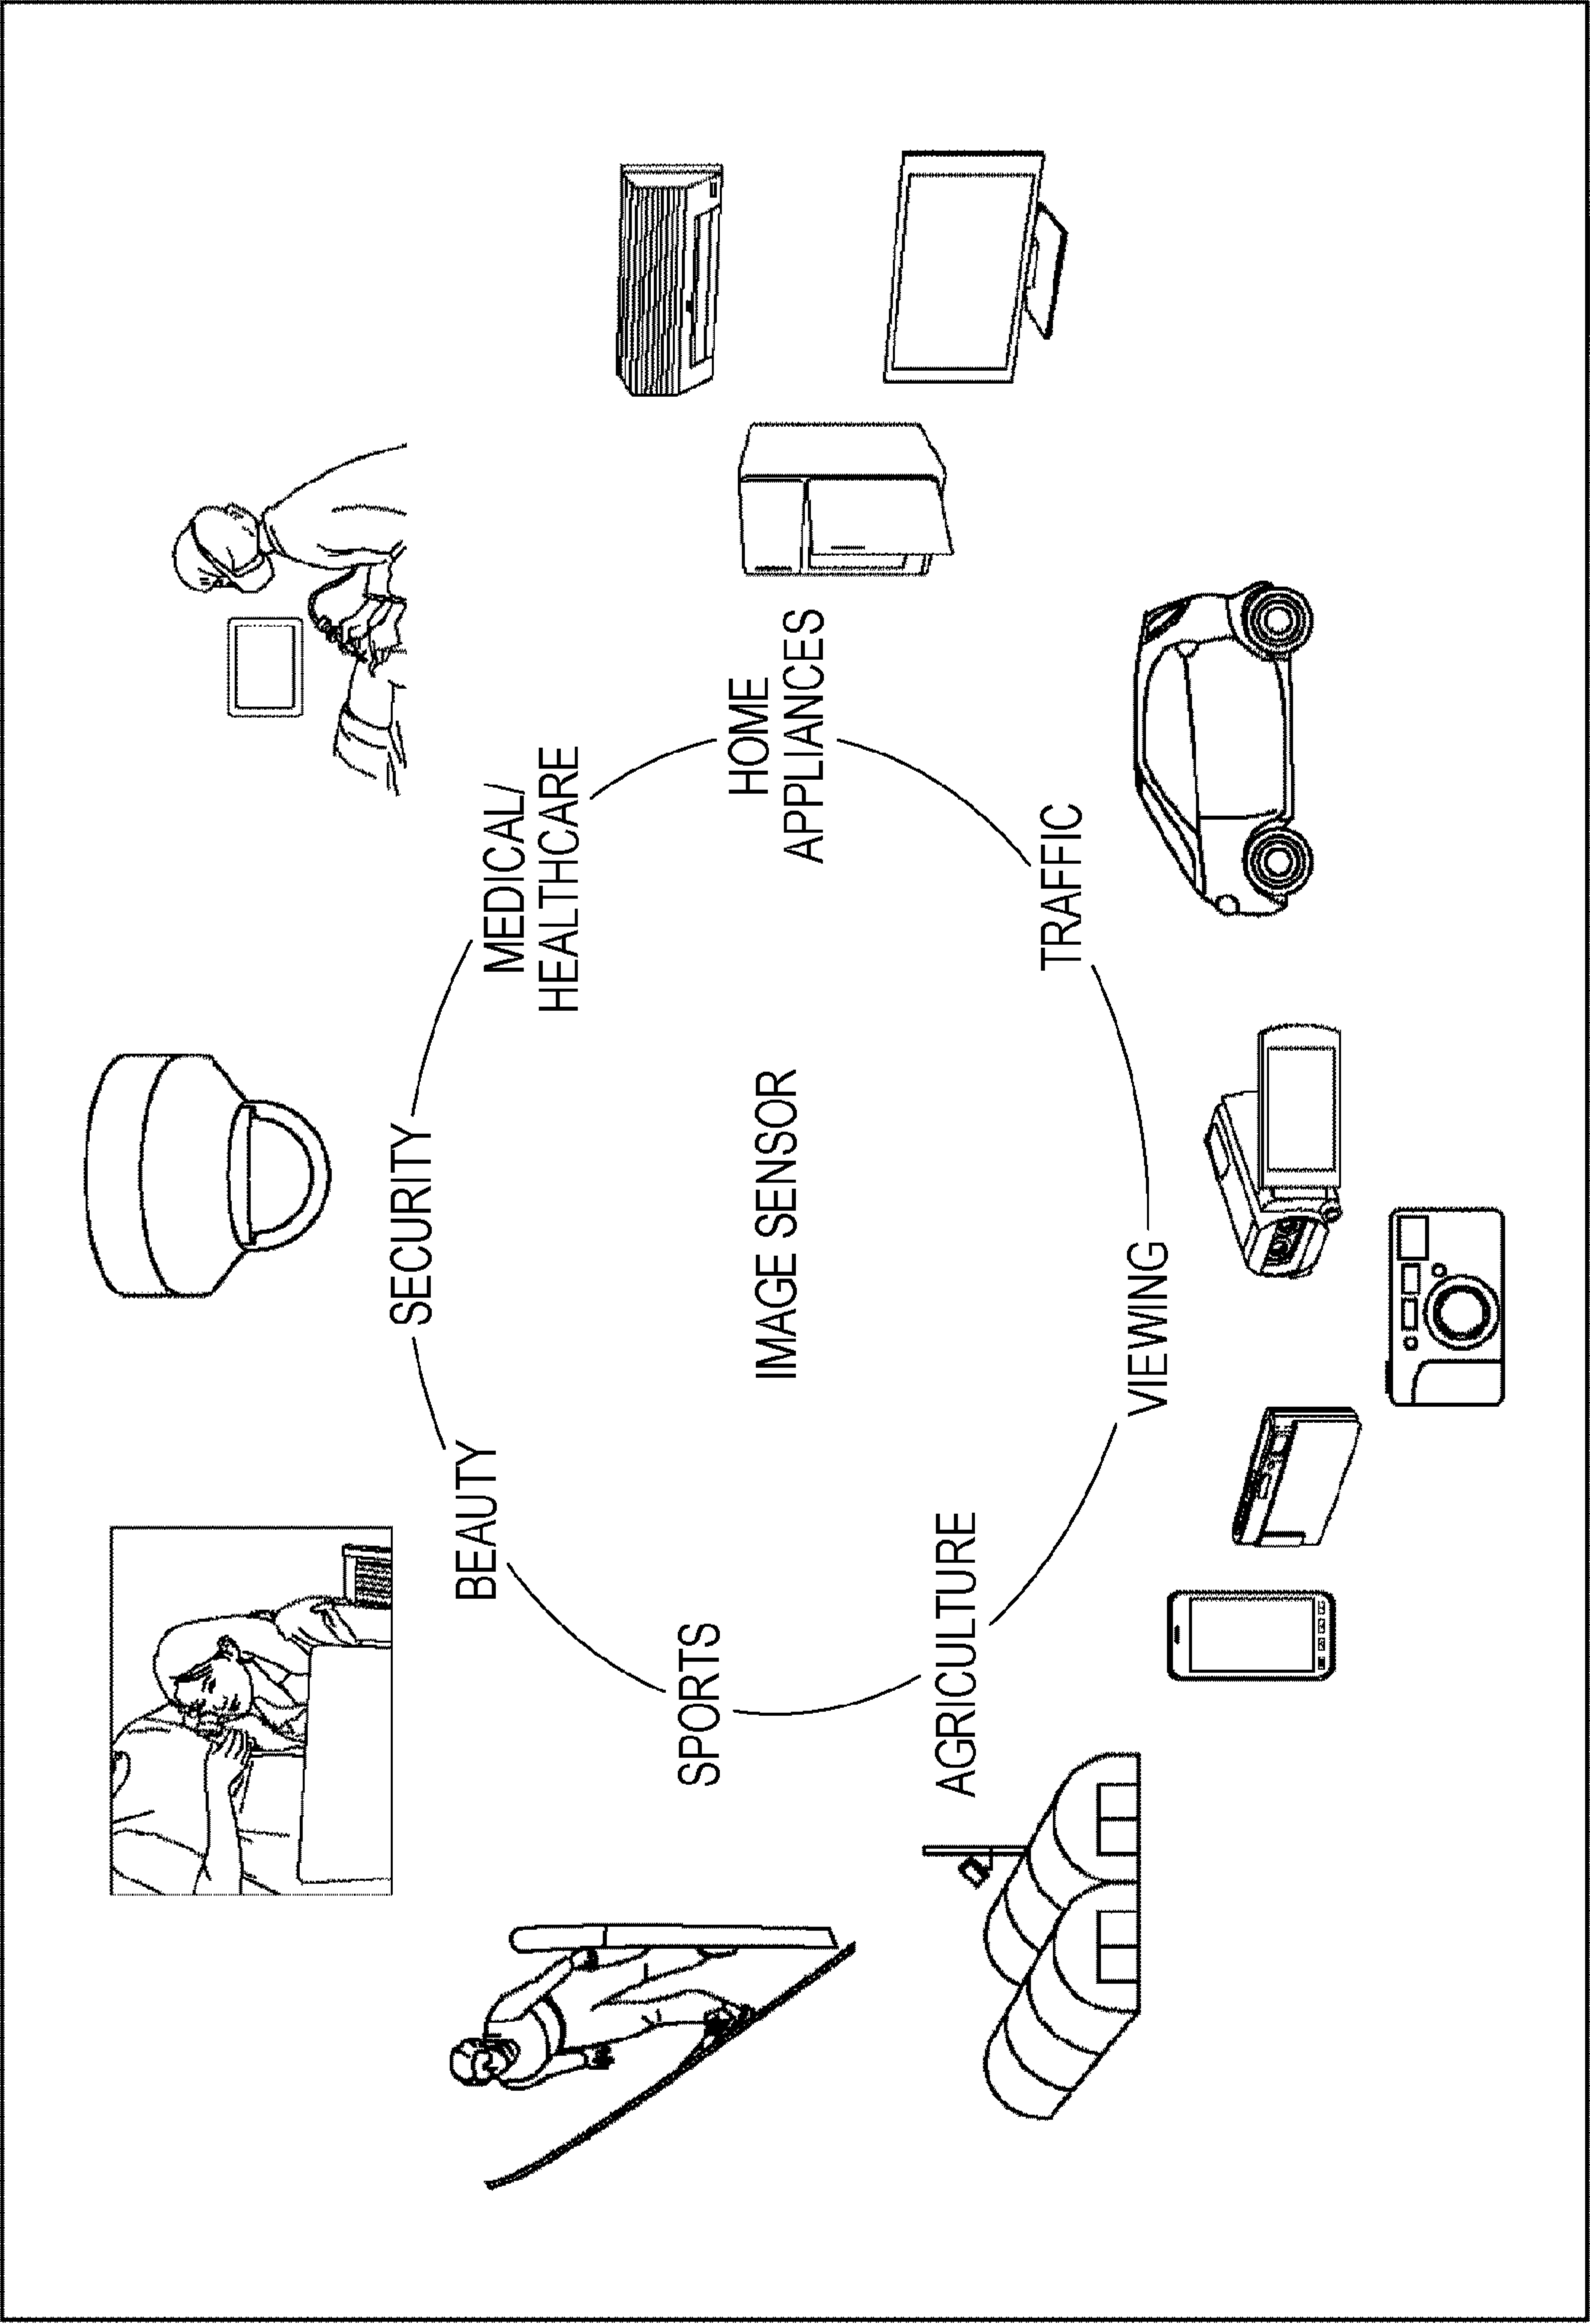 SECURITY
MEDICAL/
HEALTHCARE
BEAUTY
SPORTS
HOME
APPLIANCES
IMAGE SENSOR
AGRICULTURE
TRAFFIC
VIEWING